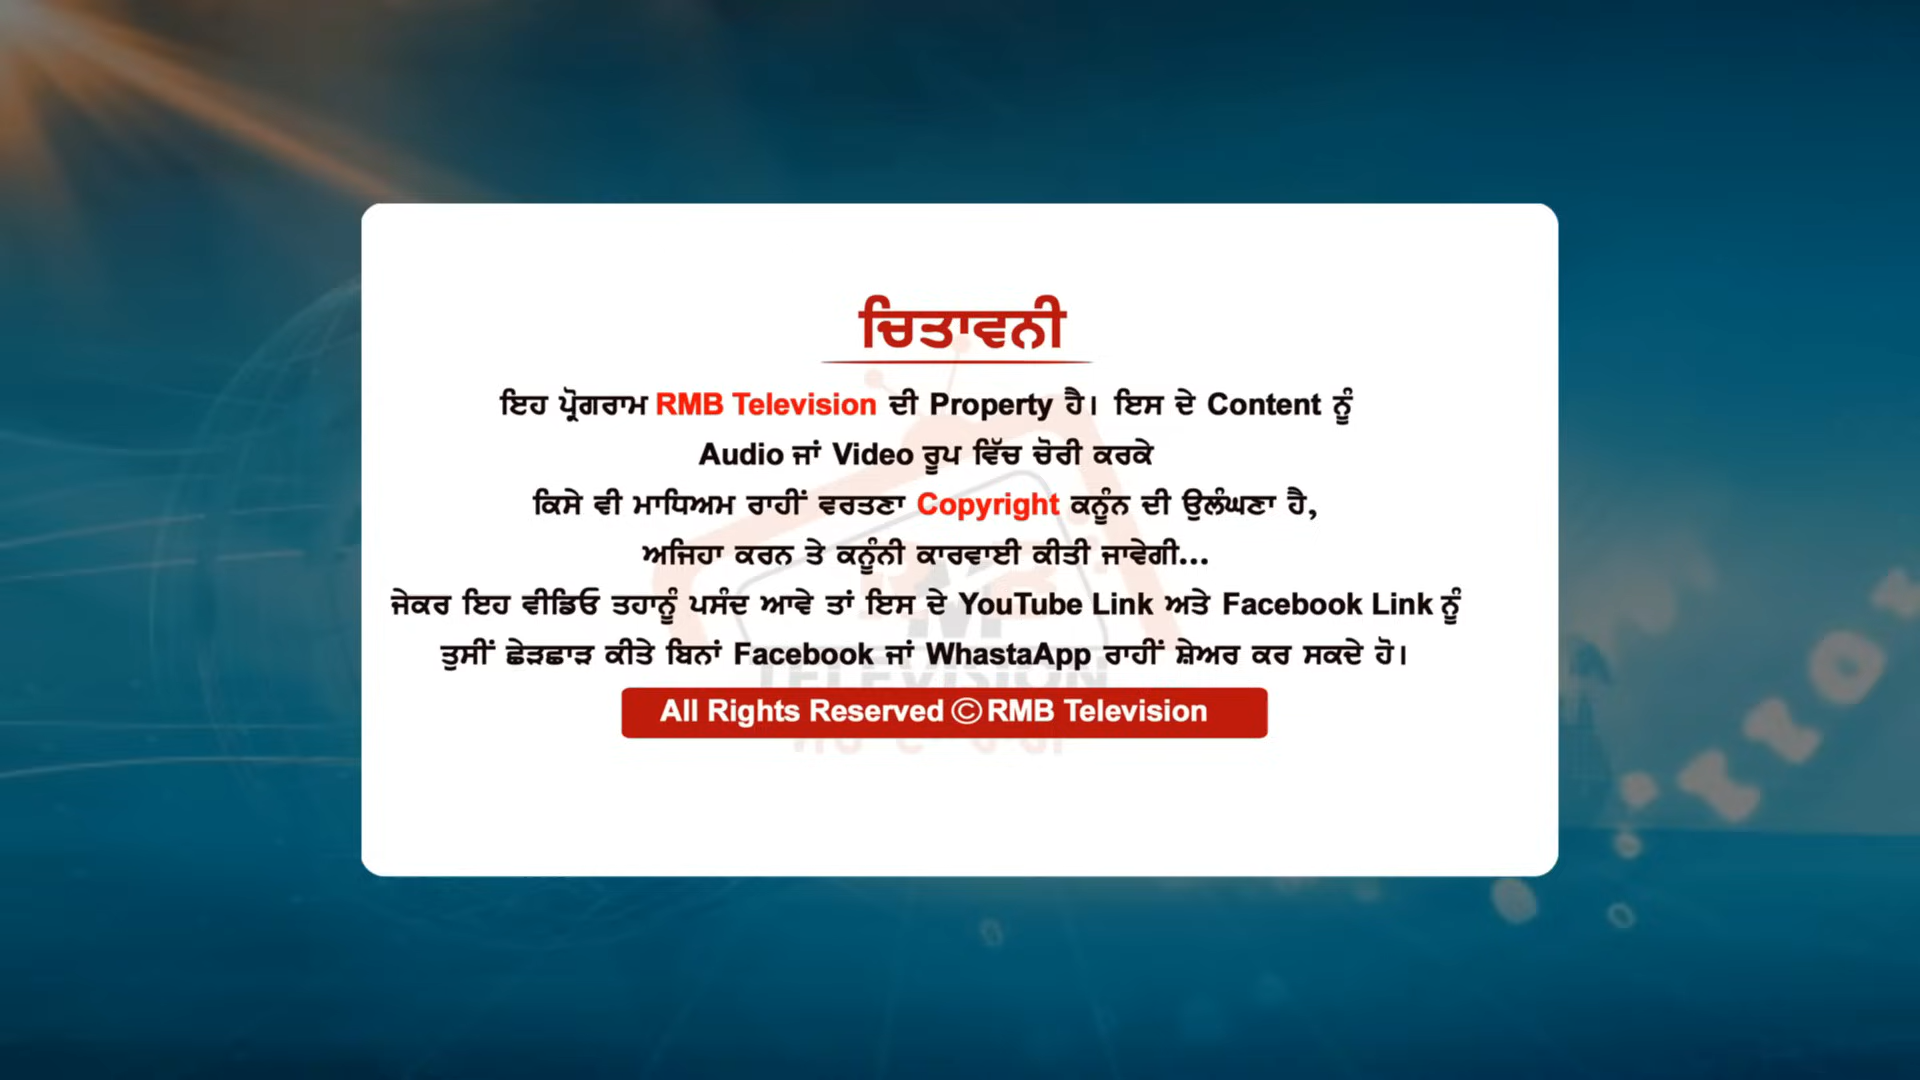 ਚਿਤਾਵਨੀ
ਇਹ ਪ੍ਰੋਗਰਾਮ RMB Television ਦੀ Property ਹੈ। ਇਸ ਦੇ Content ਨੂੰ
Audio ਜਾਂ Video ਰੂਪ ਵਿੱਚ ਚੋਰੀ ਕਰਕੇ
ਕਿਸੇ ਵੀ ਮਾਧਿਅਮ ਰਾਹੀਂ ਵਰਤਣਾ Copyright ਕਨੂੰਨ ਦੀ ਉਲੰਘਣਾ ਹੈ,
ਅਜਿਹਾ ਕਰਨ ਤੇ ਕਨੂੰਨੀ ਕਾਰਵਾਈ ਕੀਤੀ ਜਾਵੇਗੀ...
ਜੇਕਰ ਇਹ ਵੀਡਿਓ ਤਹਾਨੂੰ ਪਸੰਦ ਆਵੇ ਤਾਂ ਇਸ ਦੇ YouTube Link ਅਤੇ Facebook Link ਨੂੰ
ਤੁਸੀਂ ਛੇੜਛਾੜ ਕੀਤੇ ਬਿਨਾਂ Facebook ਜਾਂ WhastaApp ਰਾਹੀਂ ਸ਼ੇਅਰ ਕਰ ਸਕਦੇ ਹੋ।
TELEVISION
All Rights Reserved © RMB Television